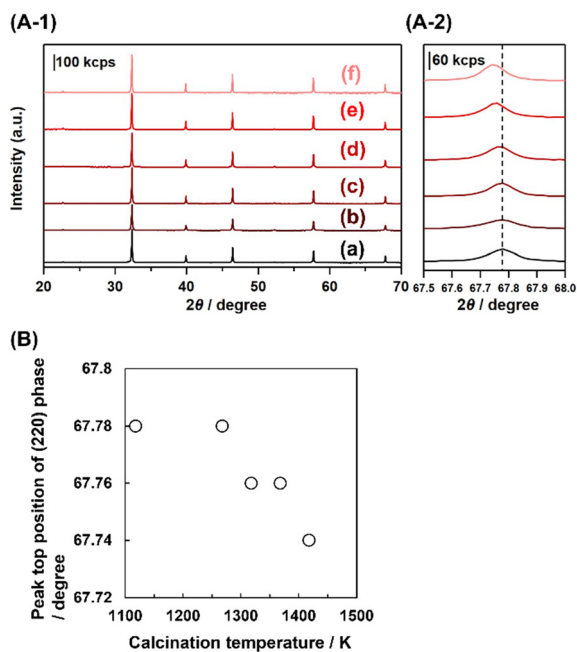 (A-1)
(A-2)
100 kcps
60 kcps
(f)
(e)
(d)
(c)
(b)
(a)
Intensity (a.u.)
20 30 40 50 60 70
2θ / degree
67.5 67.6 67.7 67.8 67.9 68.0
2θ / degree
(B)
67.8
67.78
67.76
67.74
67.72
Peak top position of (220) phase
/ degree
1100 1200 1300 1400 1500
Calcination temperature / K